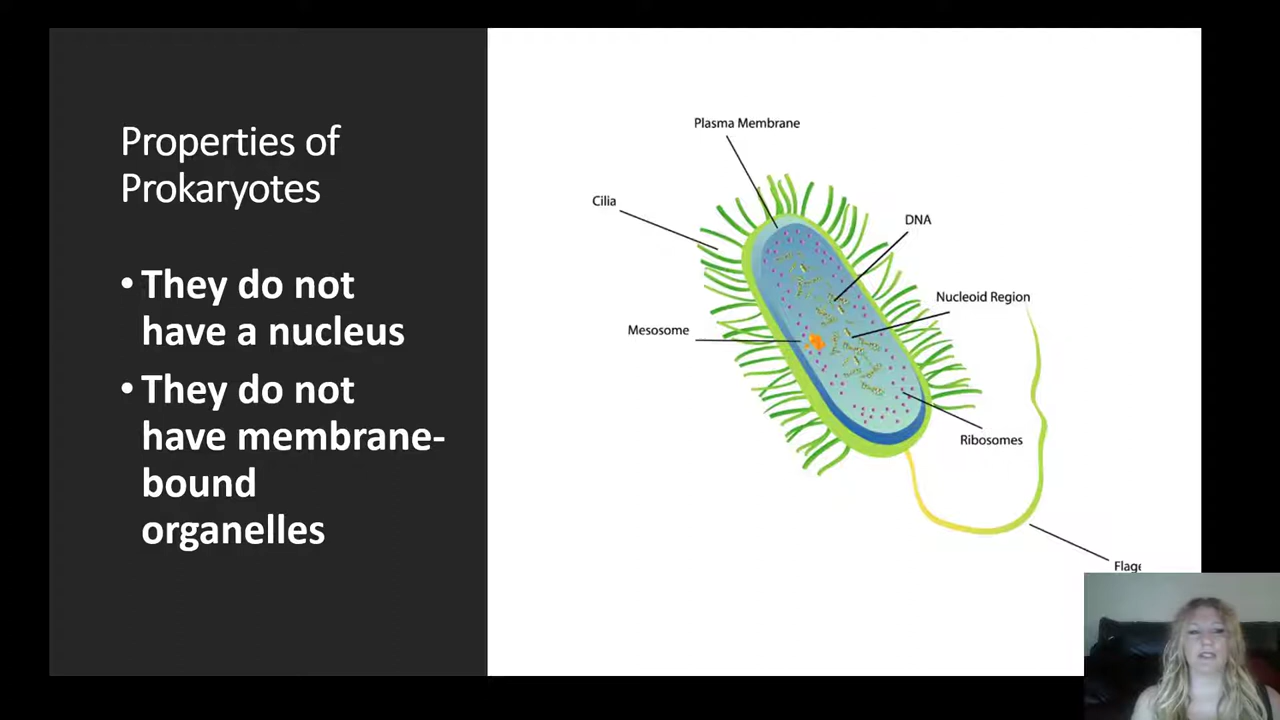 Properties of
Prokaryotes
• They do not
have a nucleus
• They do not
have membrane-
bound
organelles
Plasma Membrane
Cilia
DNA
Nucleoid Region
Mesosome
Ribosomes
Flage